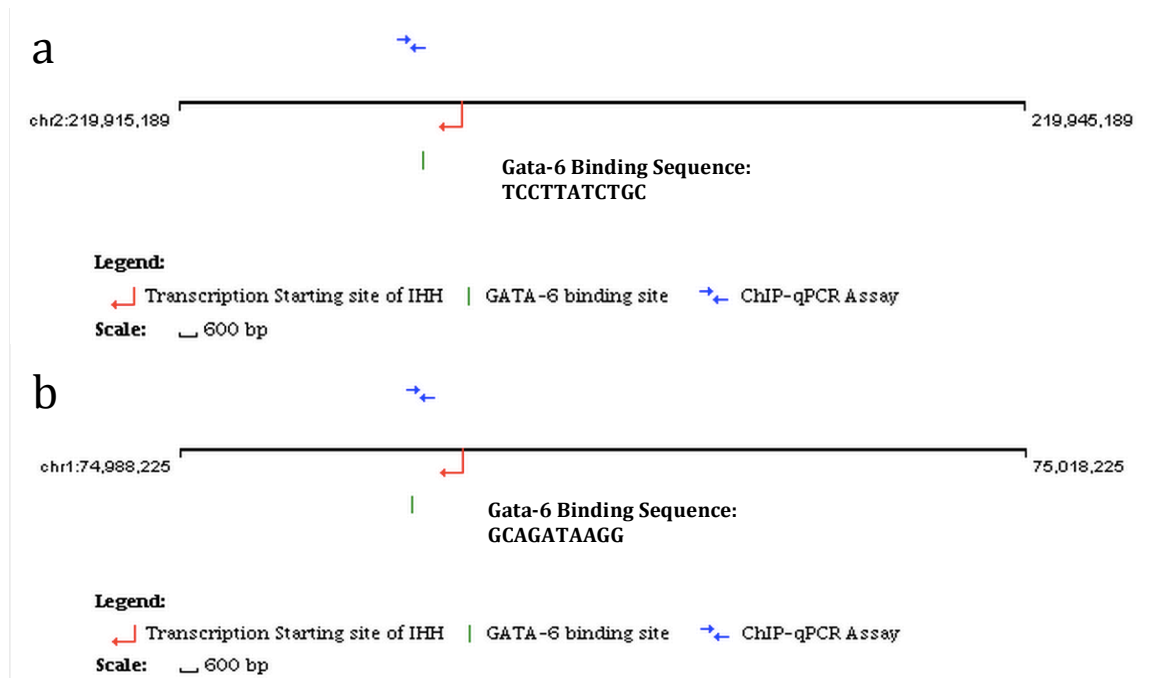 a
chr2:219,915,189
219,945,189
Gata-6 Binding Sequence:
TCCTTATCTGC
Legend:
Transcription Starting site of IHH | GATA-6 binding site ChIP-qPCR Assay
Scale: 600 bp
b
chr1:74,988,225
75,018,225
Gata-6 Binding Sequence:
GCAGATAAGG
Legend:
Transcription Starting site of IHH | GATA-6 binding site ChIP-qPCR Assay
Scale: 600 bp